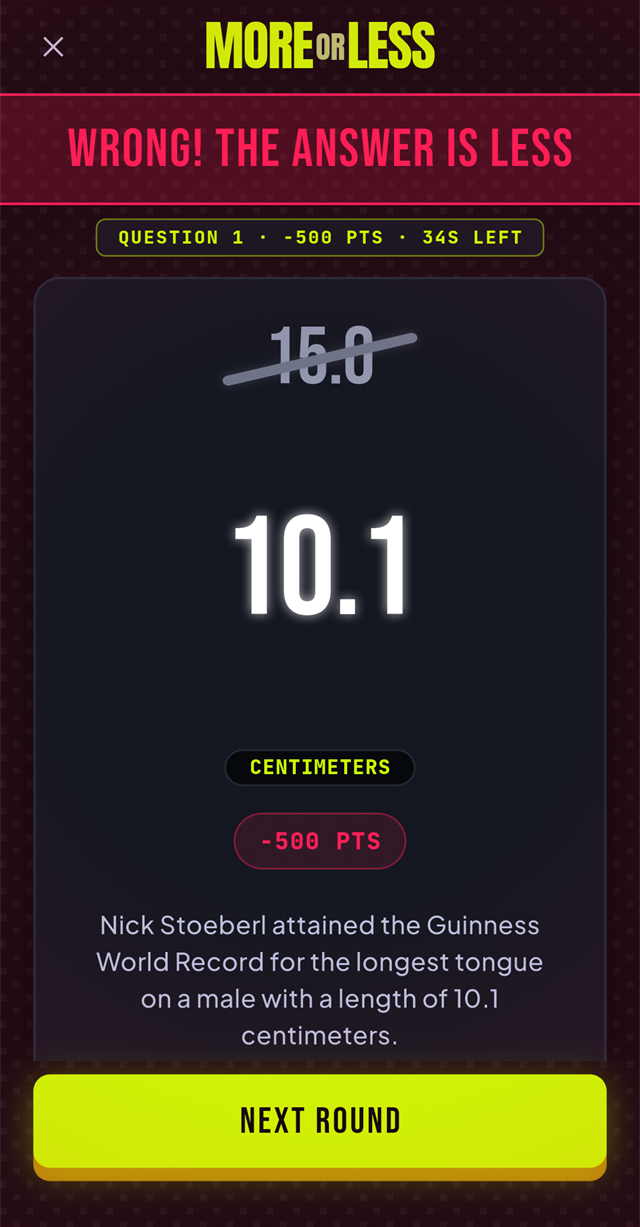 MORE OR LESS
WRONG! THE ANSWER IS LESS
QUESTION 1 · -500 PTS · 34S LEFT
15.0
10.1
CENTIMETERS
-500 PTS
Nick Stoeberl attained the Guinness
World Record for the longest tongue
on a male with a length of 10.1
centimeters.
NEXT ROUND